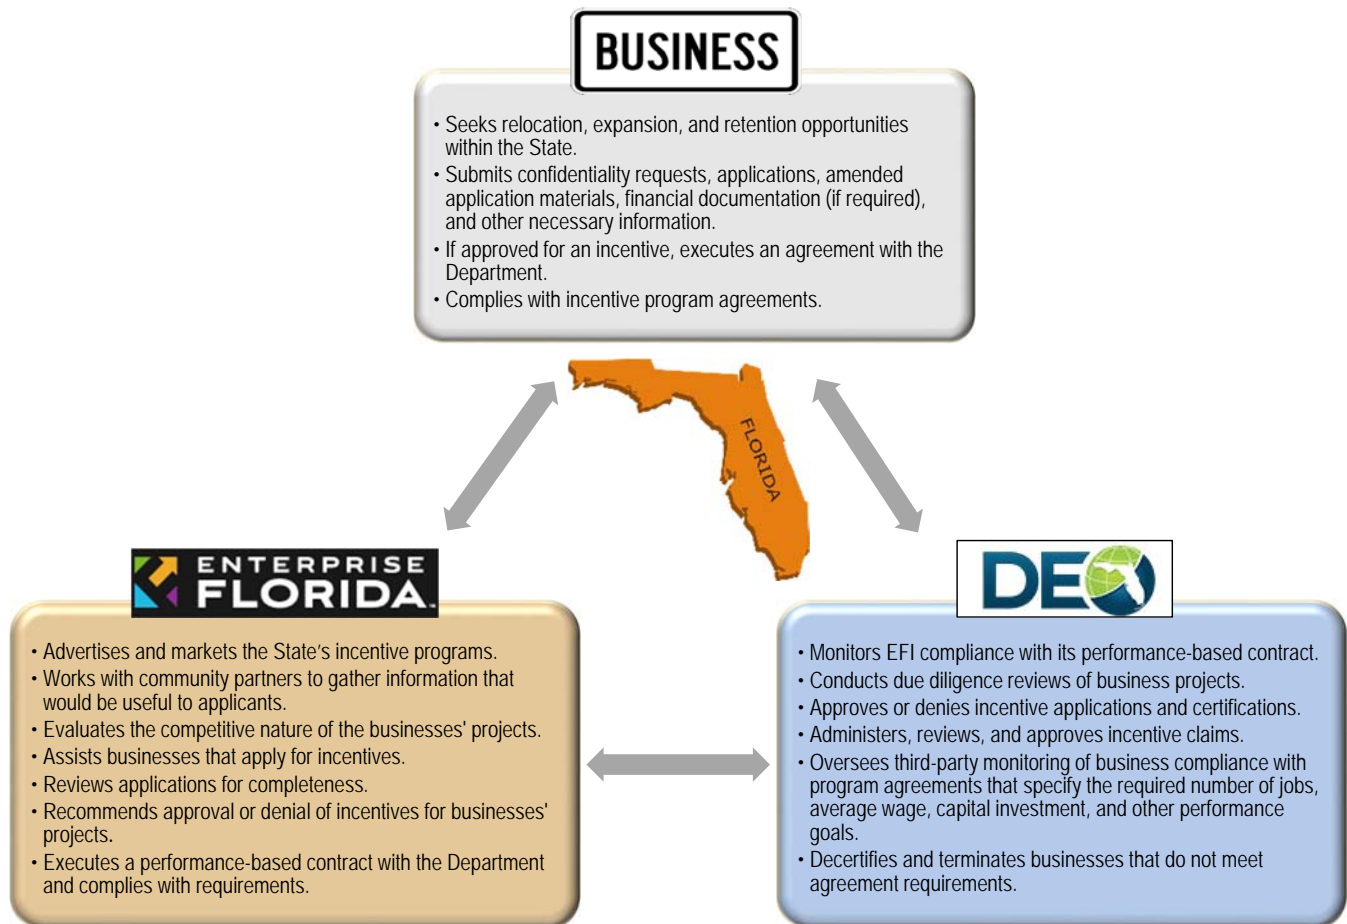 BUSINESS
• Seeks relocation, expansion, and retention opportunities
within the State.
• Submits confidentiality requests, applications, amended
application materials, financial documentation (if required),
and other necessary information.
• If approved for an incentive, executes an agreement with the
Department.
• Complies with incentive program agreements.
FLORIDA
ENTERPRISE
FLORIDA
• Advertises and markets the State’s incentive programs.
• Works with community partners to gather information that
would be useful to applicants.
• Evaluates the competitive nature of the businesses' projects.
• Assists businesses that apply for incentives.
• Reviews applications for completeness.
• Recommends approval or denial of incentives for businesses'
projects.
• Executes a performance-based contract with the Department
and complies with requirements.
DEO
• Monitors EFI compliance with its performance-based contract.
• Conducts due diligence reviews of business projects.
• Approves or denies incentive applications and certifications.
• Administers, reviews, and approves incentive claims.
• Oversees third-party monitoring of business compliance with
program agreements that specify the required number of jobs,
average wage, capital investment, and other performance
goals.
• Decertifies and terminates businesses that do not meet
agreement requirements.